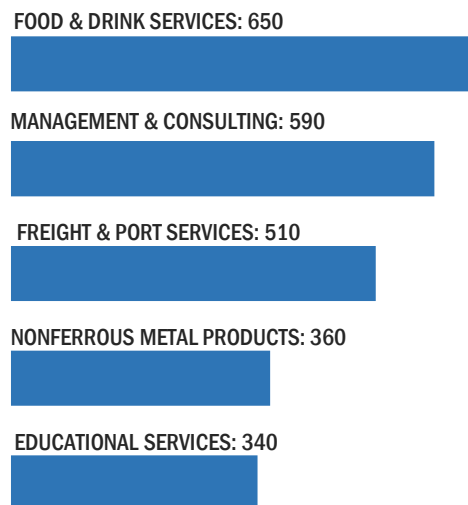 FOOD & DRINK SERVICES: 650
MANAGEMENT & CONSULTING: 590
FREIGHT & PORT SERVICES: 510
NONFERROUS METAL PRODUCTS: 360
EDUCATIONAL SERVICES: 340